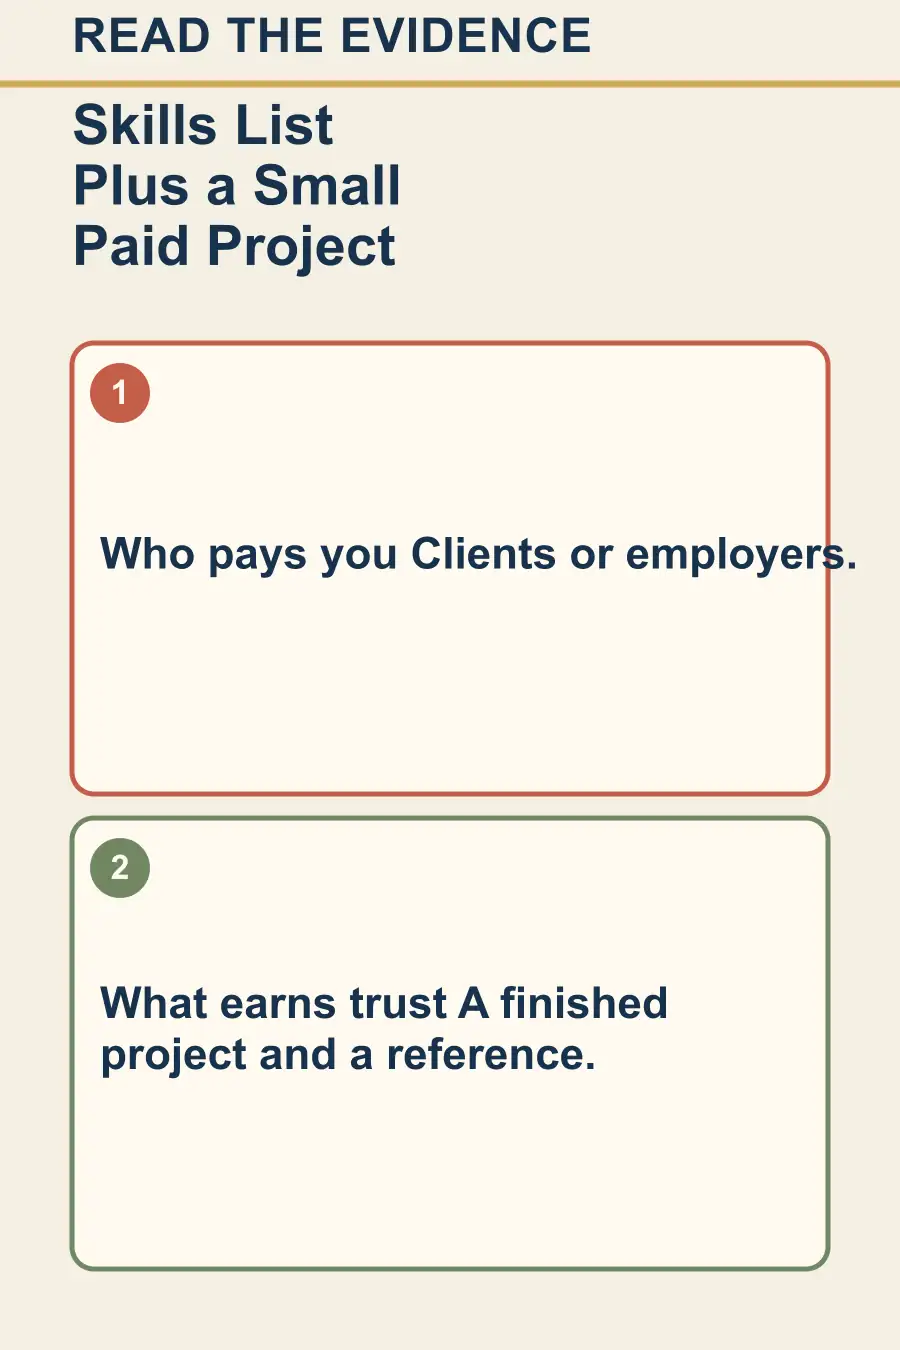 READ THE EVIDENCE
Skills List
Plus a Small
Paid Project
1
Who pays you Clients or employers.
2
What earns trust A finished
project and a reference.